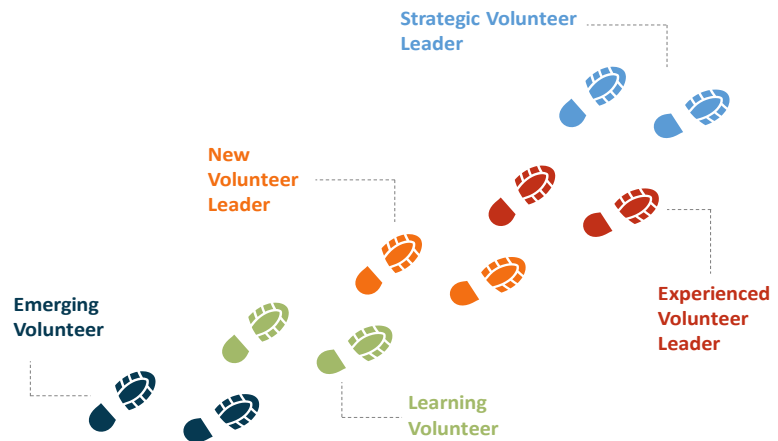 Strategic Volunteer
Leader
New
Volunteer
Leader
Emerging
Volunteer
Experienced
Volunteer
Leader
Learning
Volunteer